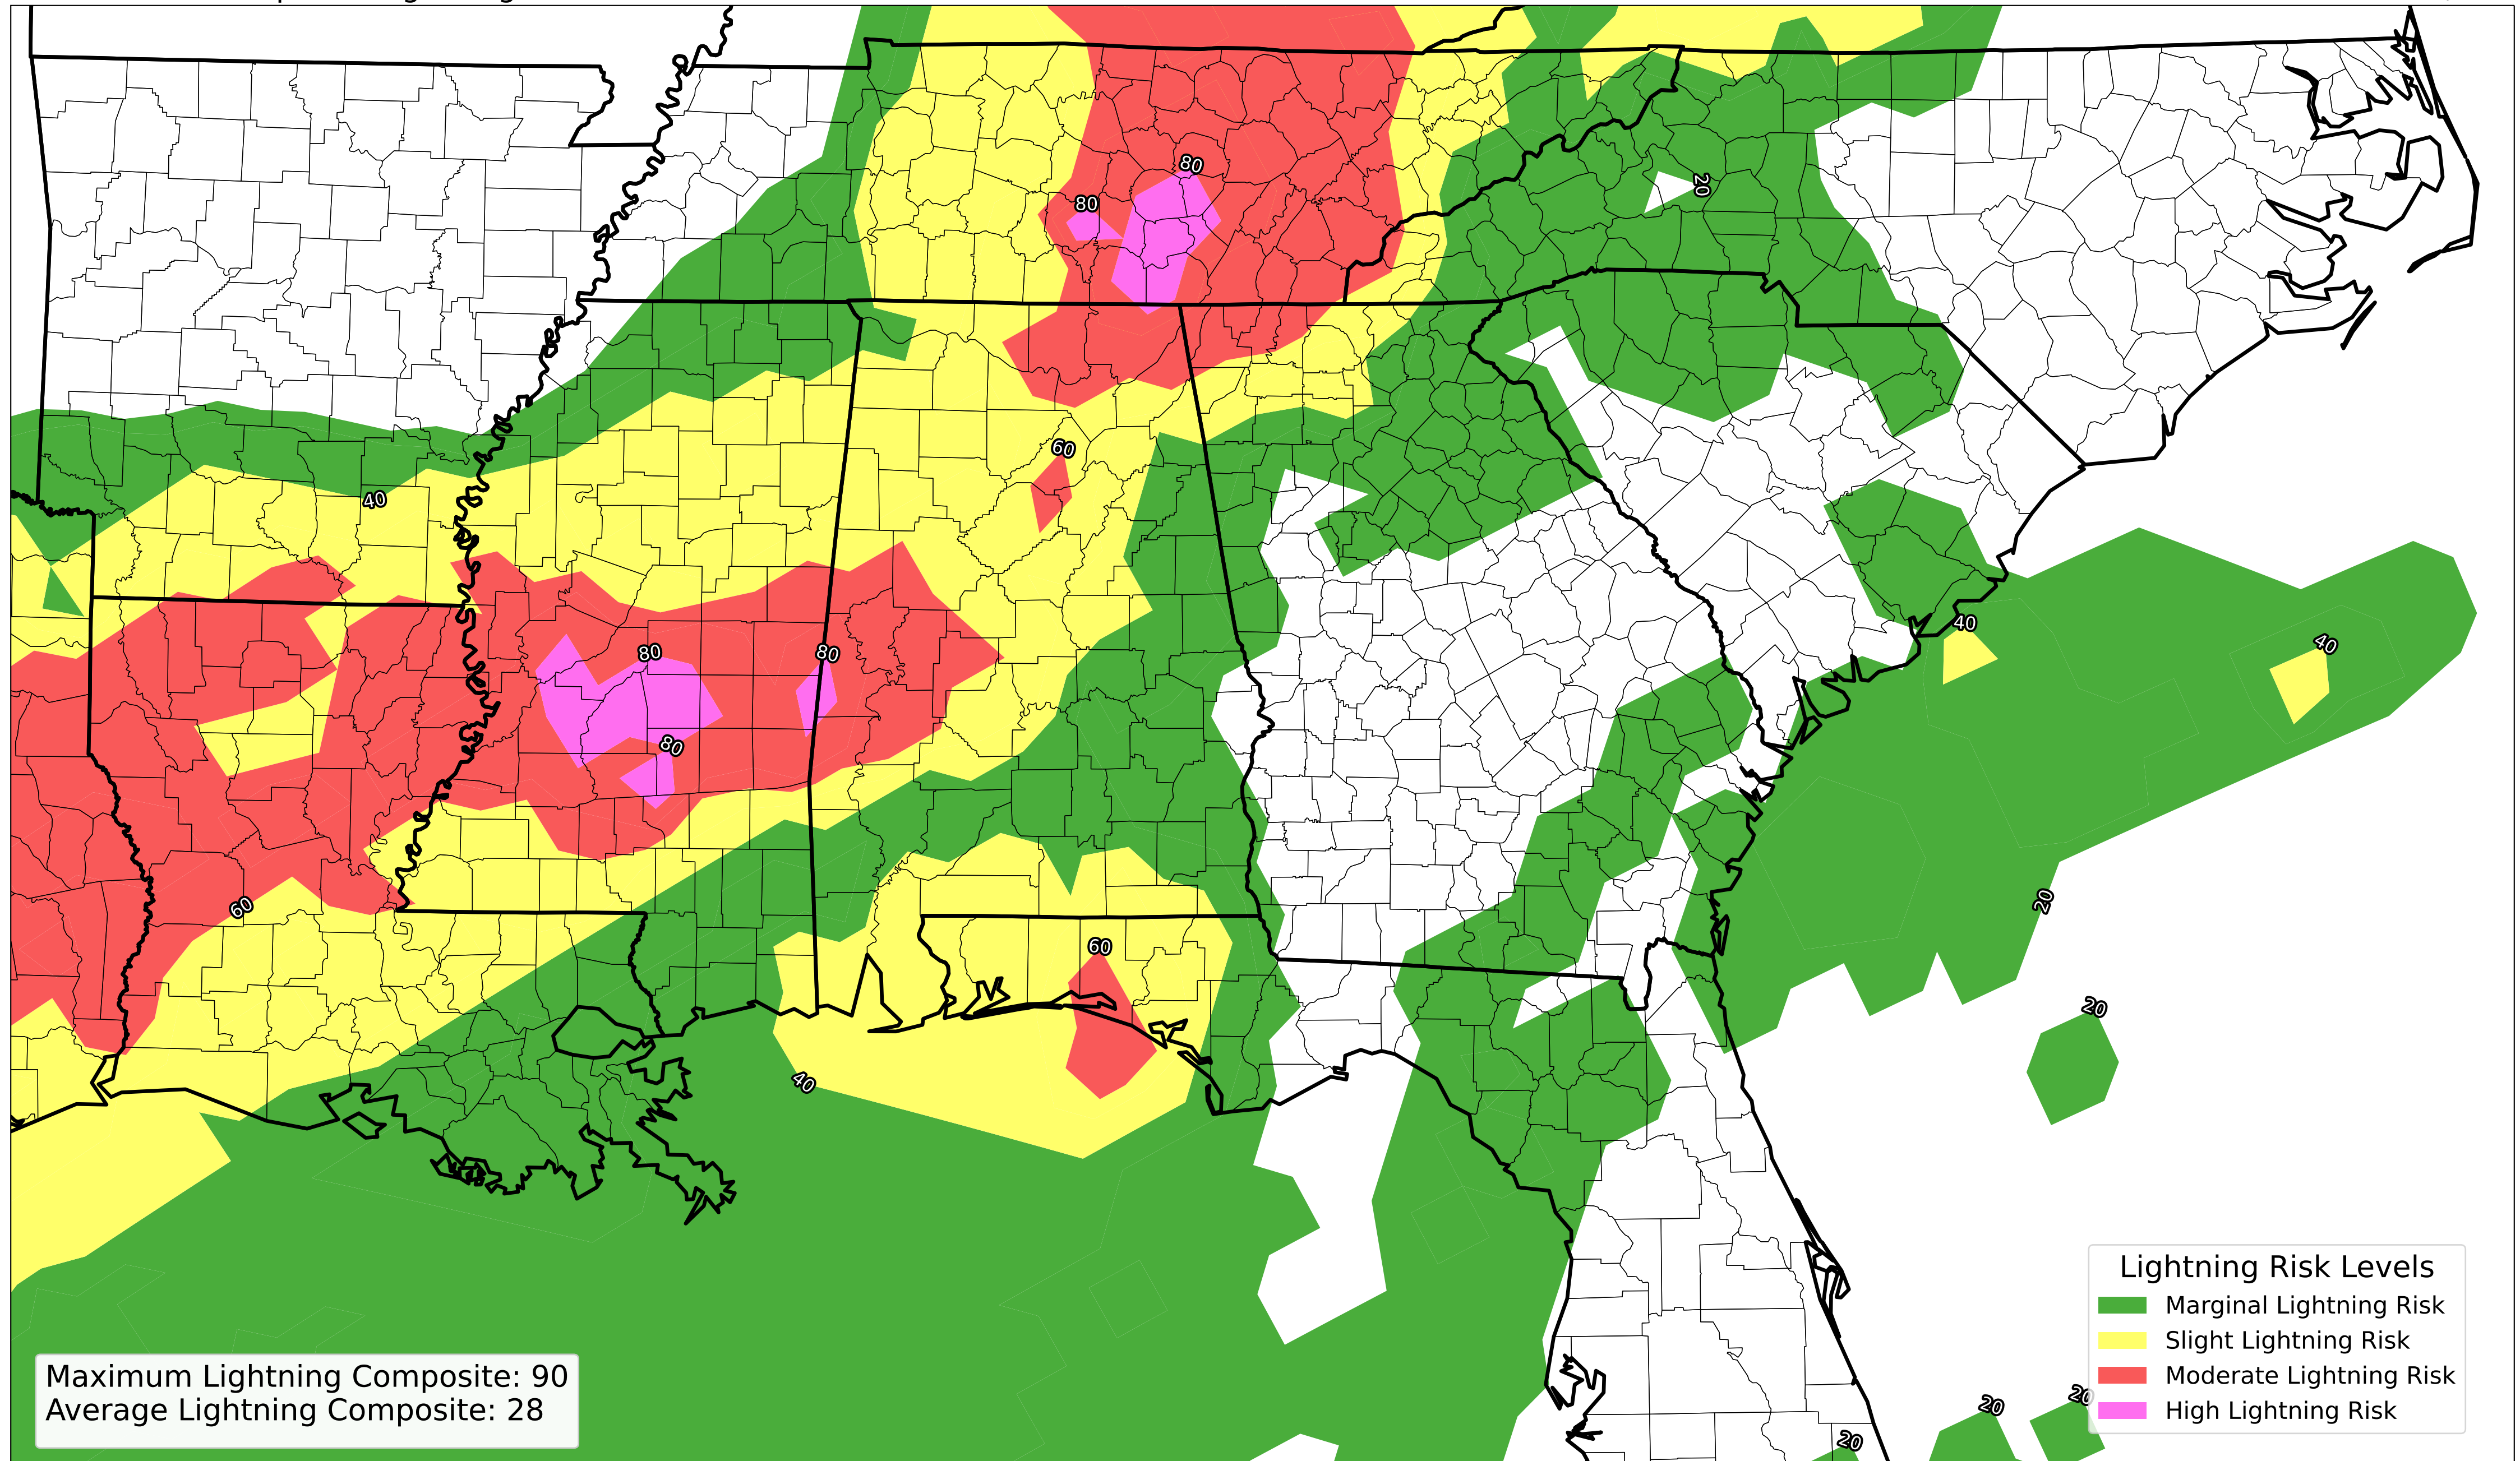 80
80
20
40
60
80
80
80
40
40
60
20
60
20
40
Lightning Risk Levels
Marginal Lightning Risk
Slight Lightning Risk
Moderate Lightning Risk
High Lightning Risk
Maximum Lightning Composite: 90
Average Lightning Composite: 28
20
20
20